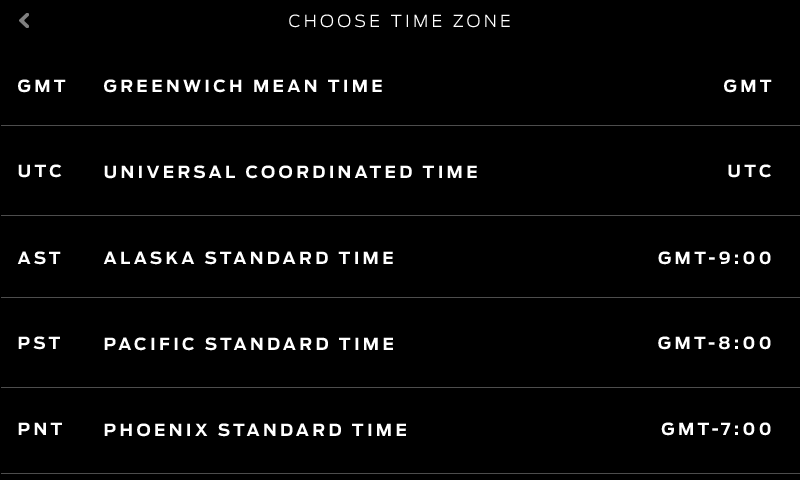 CHOOSE TIME ZONE
GMT GREENWICH MEAN TIME GMT
UTC UNIVERSAL COORDINATED TIME UTC
AST ALASKA STANDARD TIME GMT-9:00
PST PACIFIC STANDARD TIME GMT-8:00
PNT PHOENIX STANDARD TIME GMT-7:00